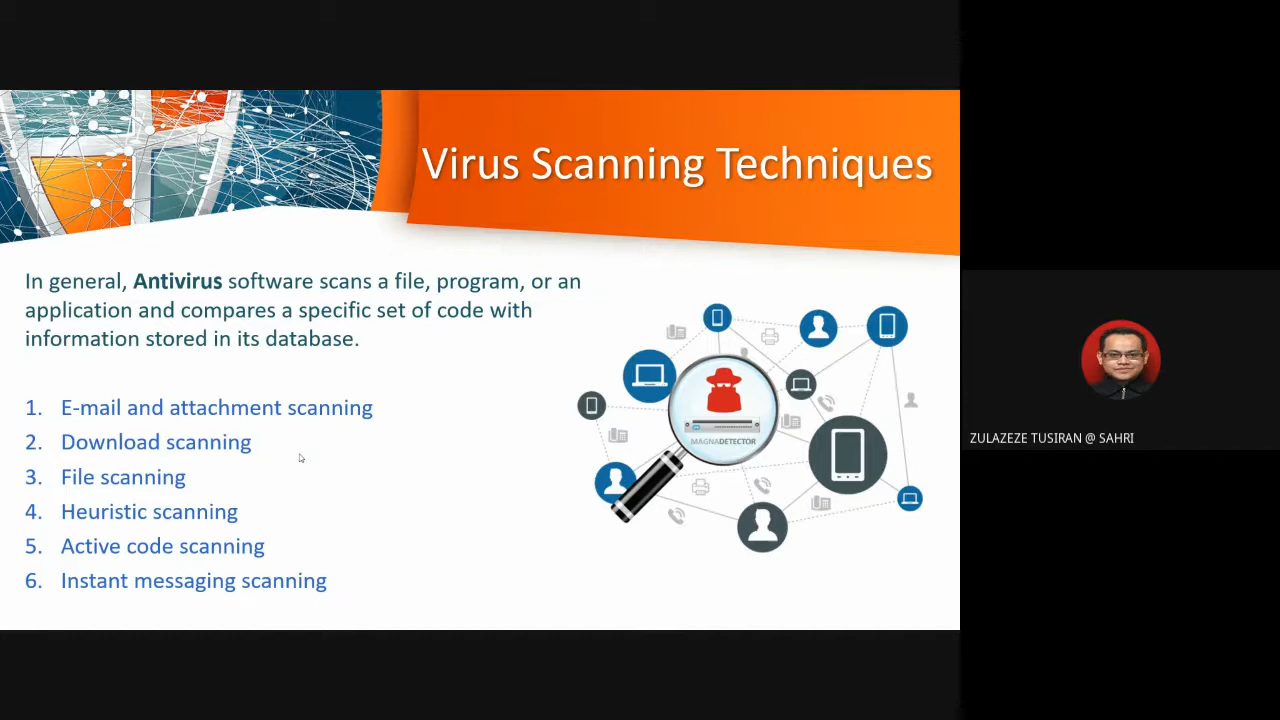 Virus Scanning Techniques
In general, Antivirus software scans a file, program, or an
application and compares a specific set of code with
information stored in its database.
1. E-mail and attachment scanning
2. Download scanning
3. File scanning
4. Heuristic scanning
5. Active code scanning
6. Instant messaging scanning
MAGNADETECTOR
ZULAZEZE TUSIRAN @ SAHRI